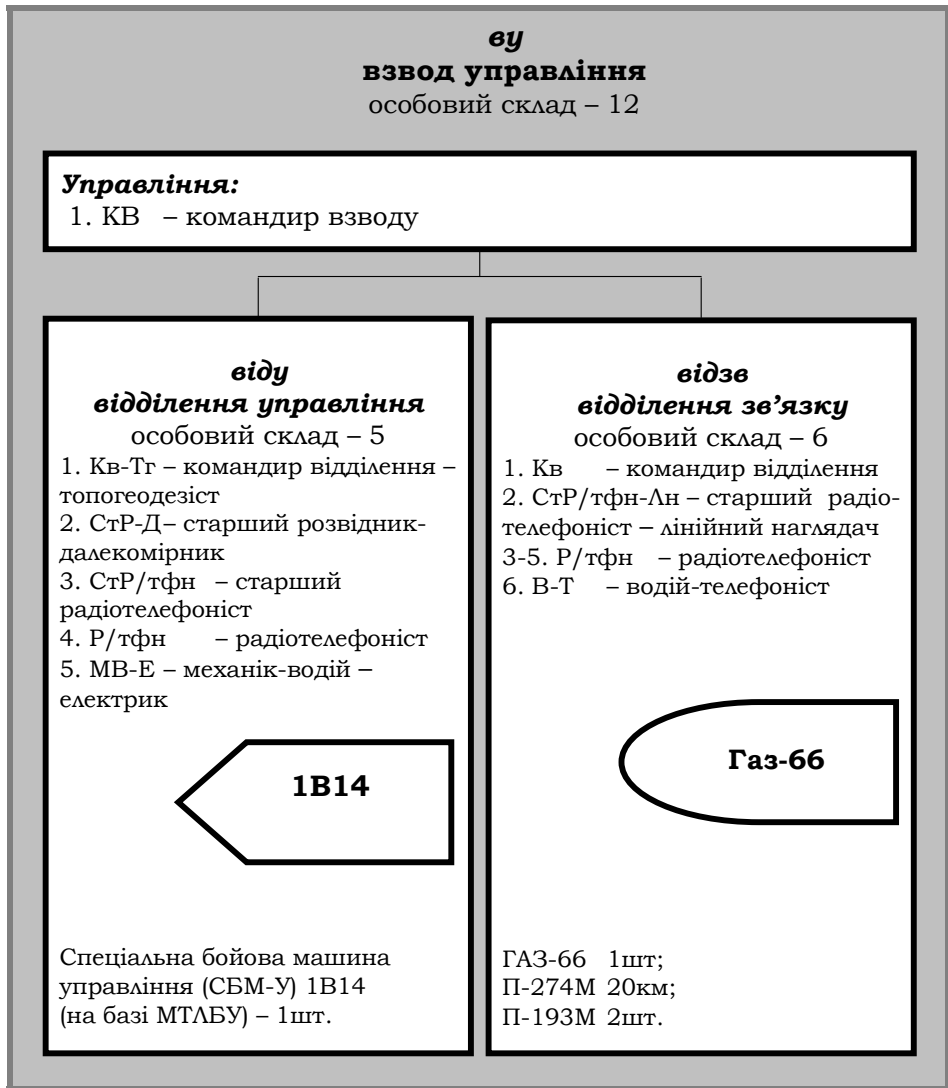 ву
взвод управління
особовий склад – 12
Управління:
1. КВ – командир взводу
віду
відділення управління
особовий склад – 5
1. Кв-Тг – командир відділення –
топогеодезіст
2. СтР-Д– старший розвідник-
далекомірник
3. СтР/тфн – старший
радіотелефоніст
4. Р/тфн – радіотелефоніст
5. МВ-Е – механік-водій –
електрик
1В14
Спеціальна бойова машина
управління (СБМ-У) 1В14
(на базі МТЛБУ) – 1шт.
відзв
відділення зв’язку
особовий склад – 6
1. Кв – командир відділення
2. СтР/тфн-Лн – старший радіо-
телефоніст – лінійний наглядач
3-5. Р/тфн – радіотелефоніст
6. В-Т – водій-телефоніст
Газ-66
ГАЗ-66 1шт;
П-274М 20км;
П-193М 2шт.